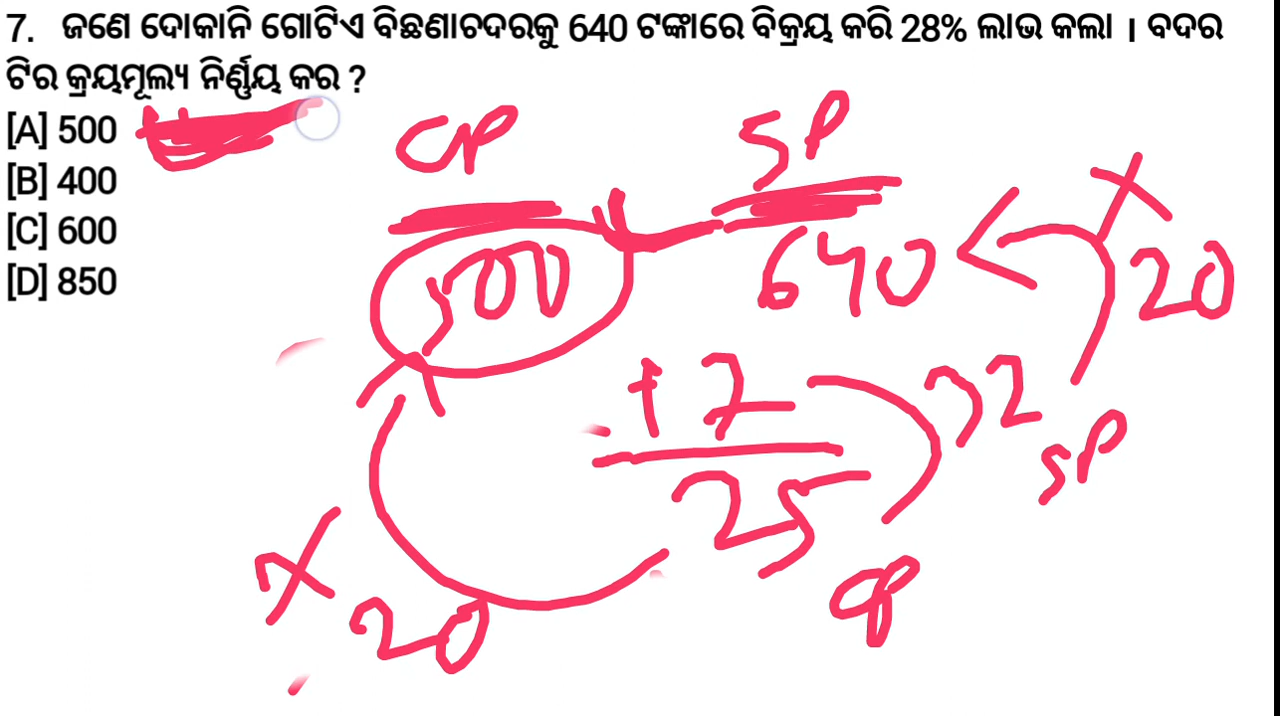 7. ଜଣେ ଦୋକାନି ଗୋଟିଏ ବିଛଣାଚଦରକୁ 640 ଟଙ୍କାରେ ବିକ୍ରୟ କରି 28% ଲାଭ କଲା । ବଦର
ଟିର କ୍ରୟମୂଲ୍ୟ ନିର୍ଣ୍ଣୟ କର ?
[A] 500
[B] 400
[C] 600
[D] 850
CP SP
500 640 × 20
+7 32 SP
25 CP
× 20